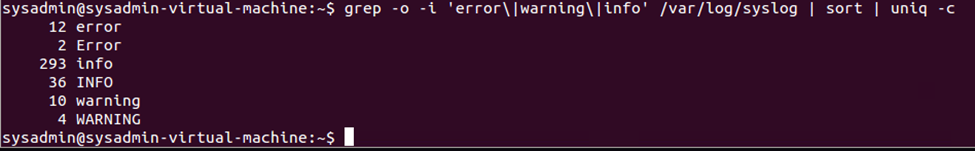 sysadmin@sysadmin-virtual-machine:~$ grep -o -i 'error\|warning\|info' /var/log/syslog | sort | uniq -c
12 error
2 Error
293 info
36 INFO
10 warning
4 WARNING
sysadmin@sysadmin-virtual-machine:~$